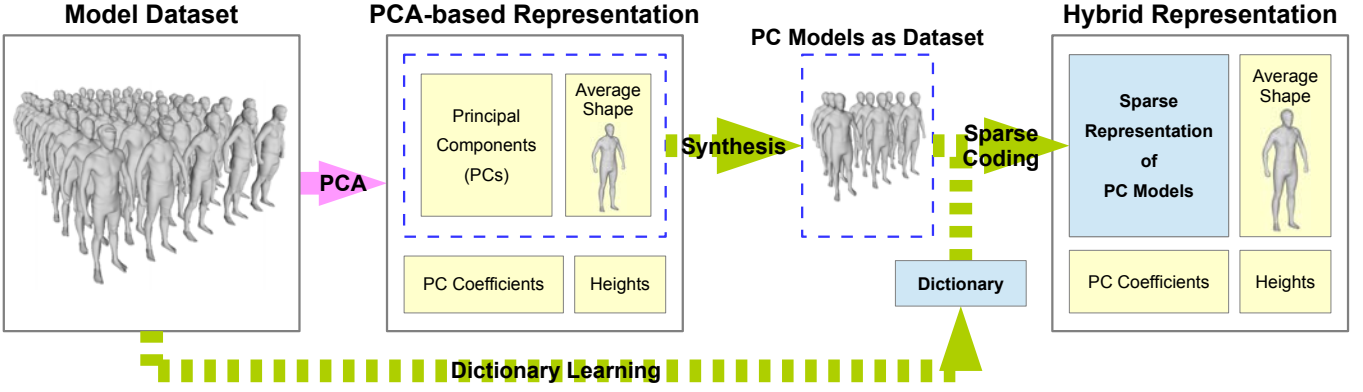 Model Dataset
PCA-based Representation
PC Models as Dataset
Hybrid Representation
Principal
Components
(PCs)
Average
Shape
PC Coefficients
Heights
PCA
Synthesis
Sparse
Coding
Sparse
Representation
of
PC Models
Average
Shape
PC Coefficients
Heights
Dictionary
Dictionary Learning